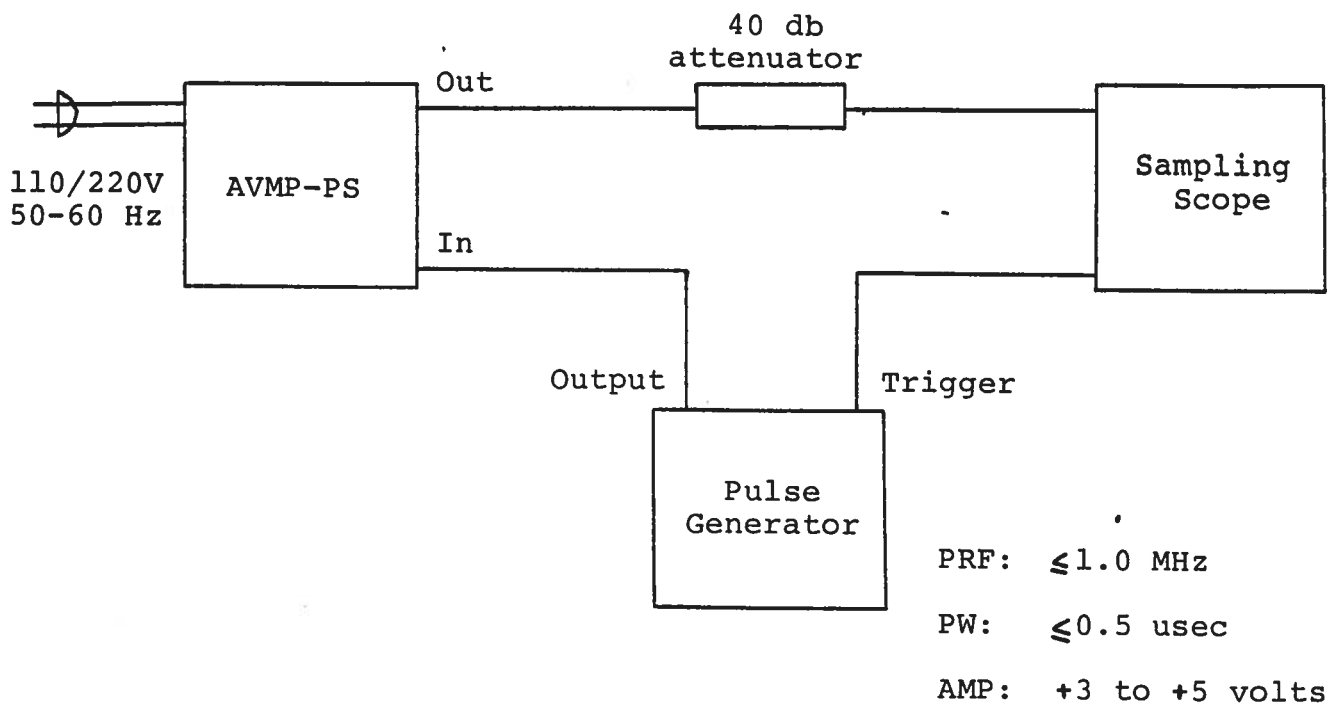 40 db
attenuator
Out
110/220V
50-60 Hz
AVMP-PS
Sampling
Scope
In
Output
Trigger
Pulse
Generator
PRF: ≤1.0 MHz
PW: ≤0.5 usec
AMP: +3 to +5 volts